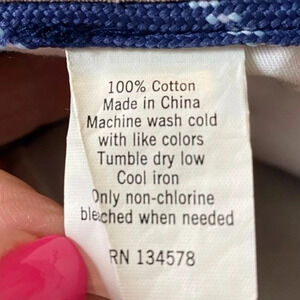 100% Cotton
Made in China
Machine wash cold
with like colors
Tumble dry low
Cool iron
Only non-chlorine
bleached when needed
RN 134578